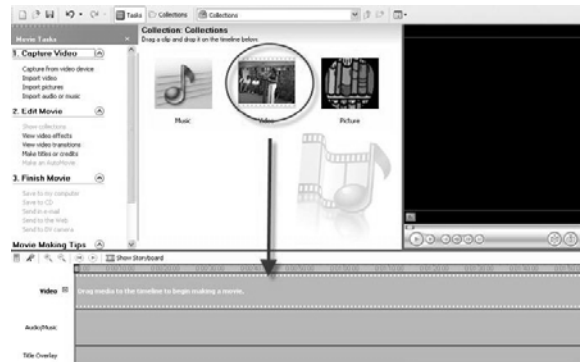 Tasks Collections Collections
Movie Tasks
Collection: Collections
Drag a clip and drop it on the timeline below.
1. Capture Video
Capture from video device
Import video
Import pictures
Import audio or music
2. Edit Movie
Show collections
View video effects
View video transitions
Make titles or credits
Make an AutoMovie
3. Finish Movie
Save to my computer
Save to CD
Send in e-mail
Send to the Web
Send to DV camera
Movie Making Tips
Music
Video
Picture
Show Storyboard
Video
Drag media to the timeline to begin making a movie.
Audio/Music
Title Overlay